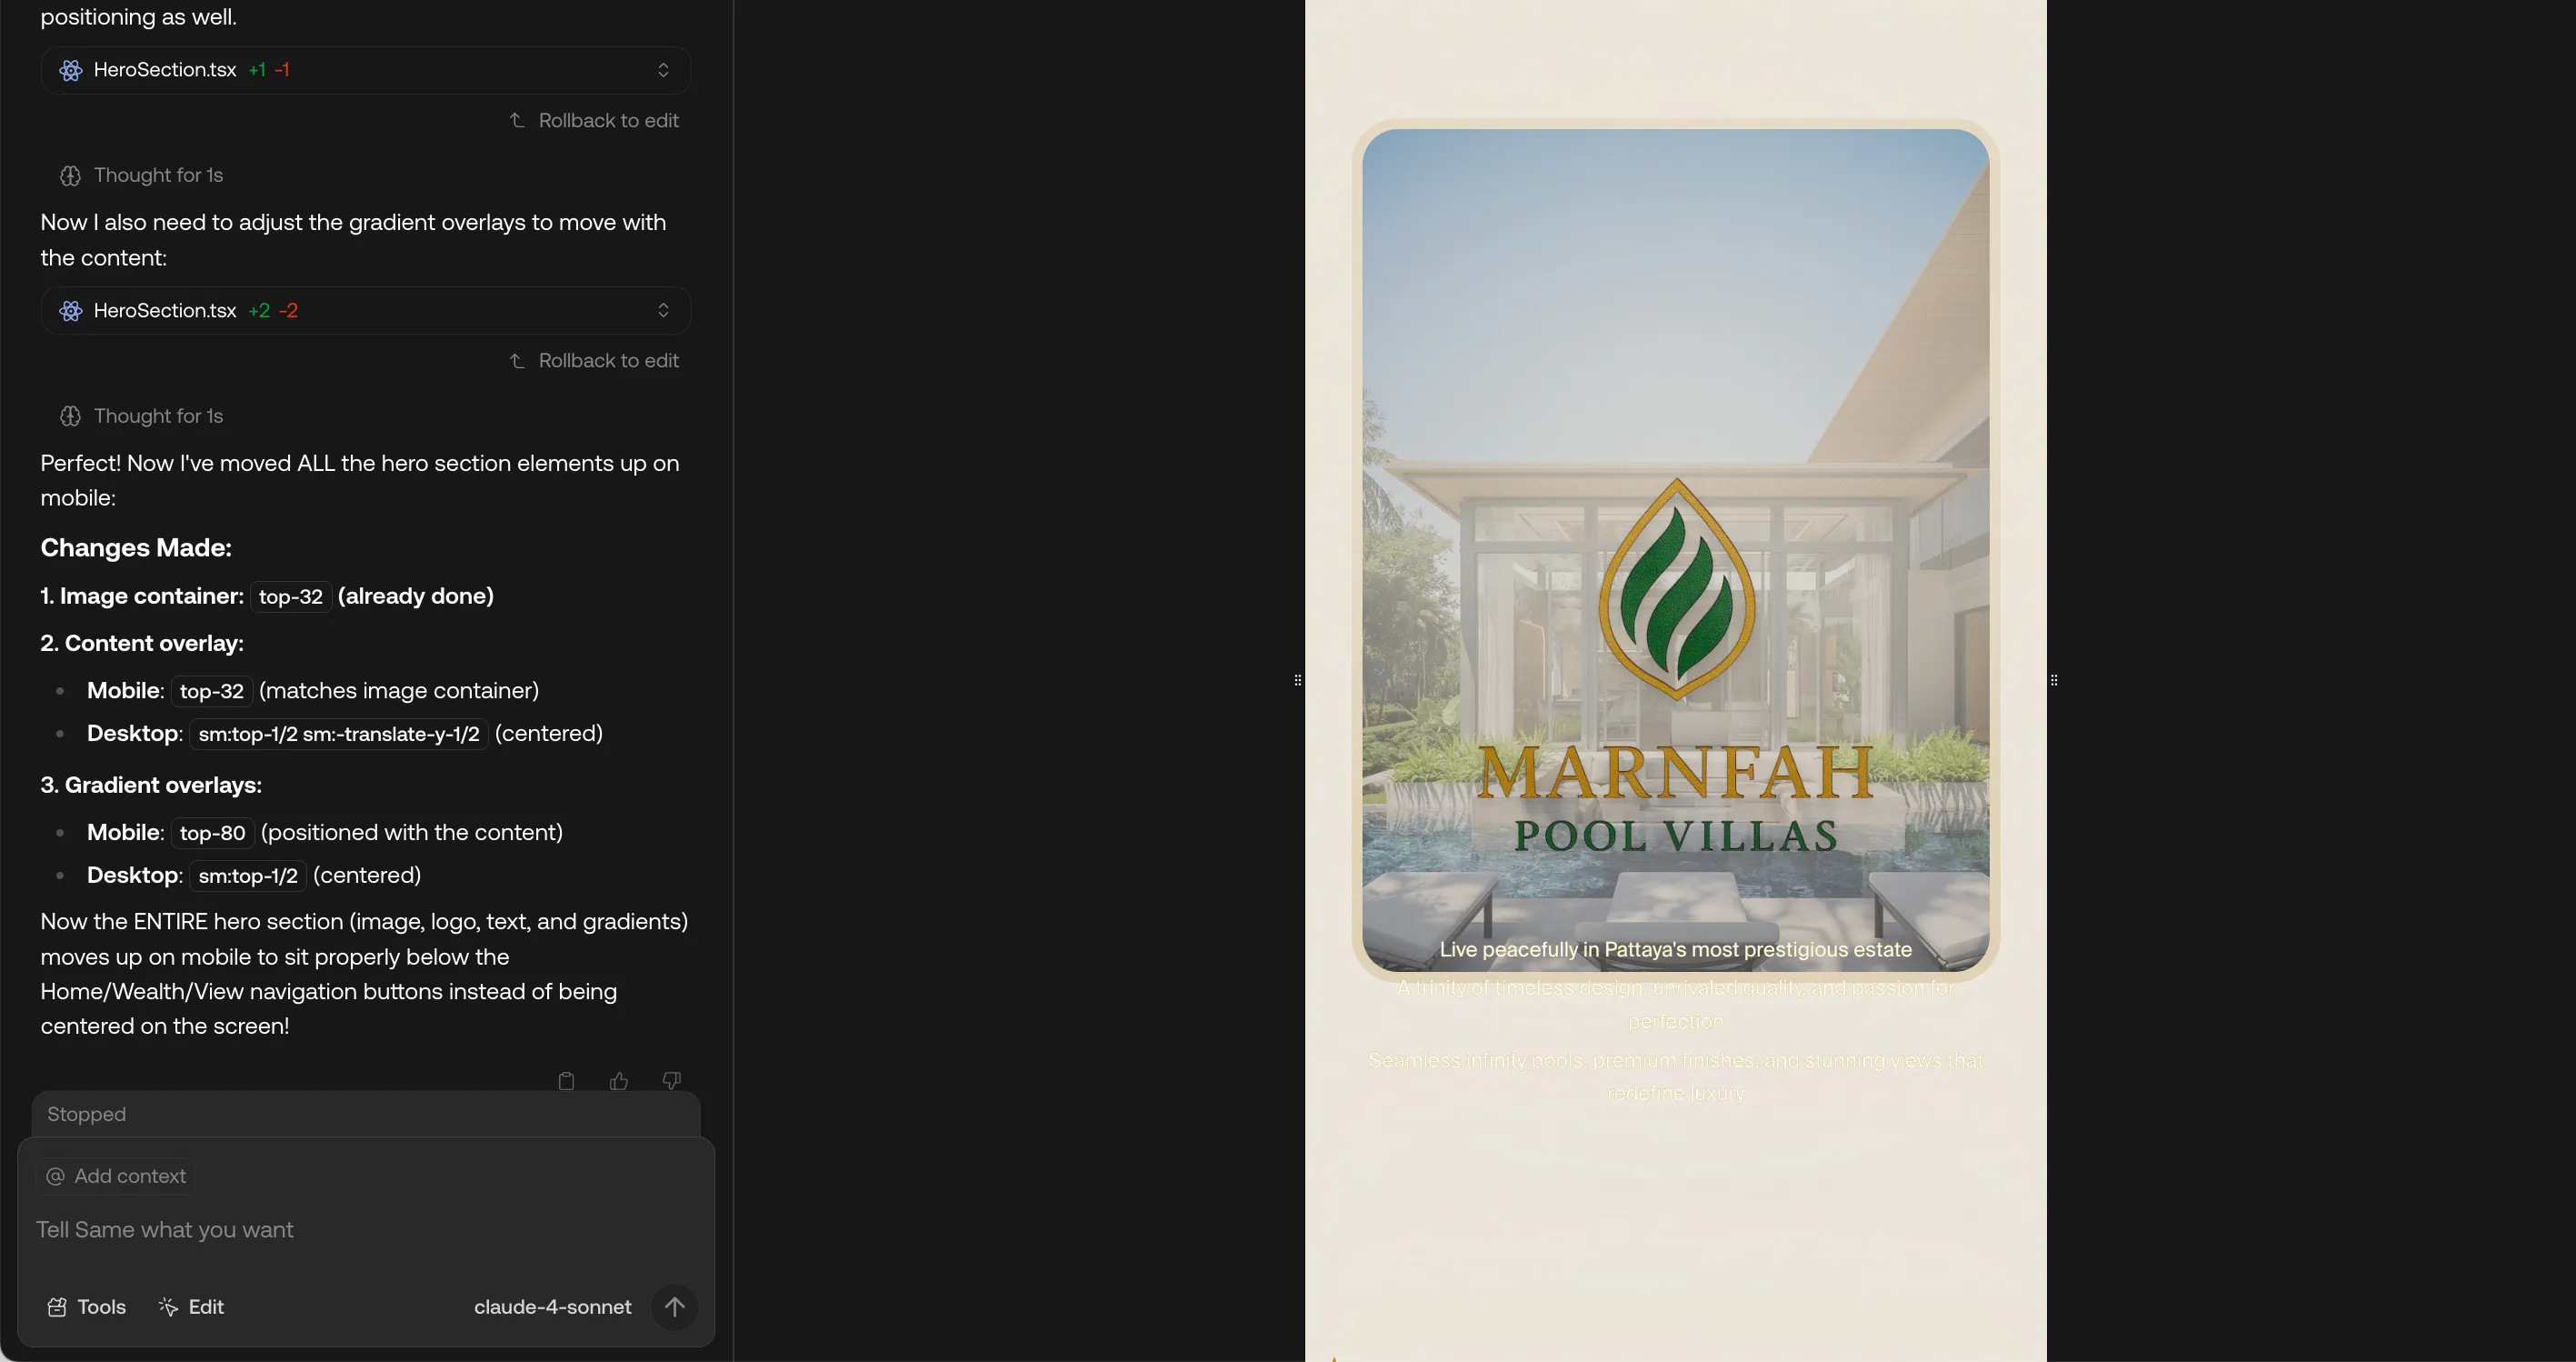 positioning as well.
HeroSection.tsx +1 -1
Rollback to edit
Thought for 1s
Now I also need to adjust the gradient overlays to move with
the content:
HeroSection.tsx +2 -2
Rollback to edit
Thought for 1s
Perfect! Now I've moved ALL the hero section elements up on
mobile:
Changes Made:
1. Image container: top-32 (already done)
2. Content overlay:
Mobile: top-32 (matches image container)
Desktop: sm:top-1/2 sm:-translate-y-1/2 (centered)
3. Gradient overlays:
Mobile: top-80 (positioned with the content)
Desktop: sm:top-1/2 (centered)
Now the ENTIRE hero section (image, logo, text, and gradients)
moves up on mobile to sit properly below the
Home/Wealth/View navigation buttons instead of being
centered on the screen!
Stopped
@ Add context
Tell Same what you want
Tools Edit claude-4-sonnet
MARNFAH
POOL VILLAS
Live peacefully in Pattaya's most prestigious estate
A trinity of timeless design, unrivaled quality, and passion for
perfection
Seamless infinity pools, premium finishes, and stunning views that
redefine luxury